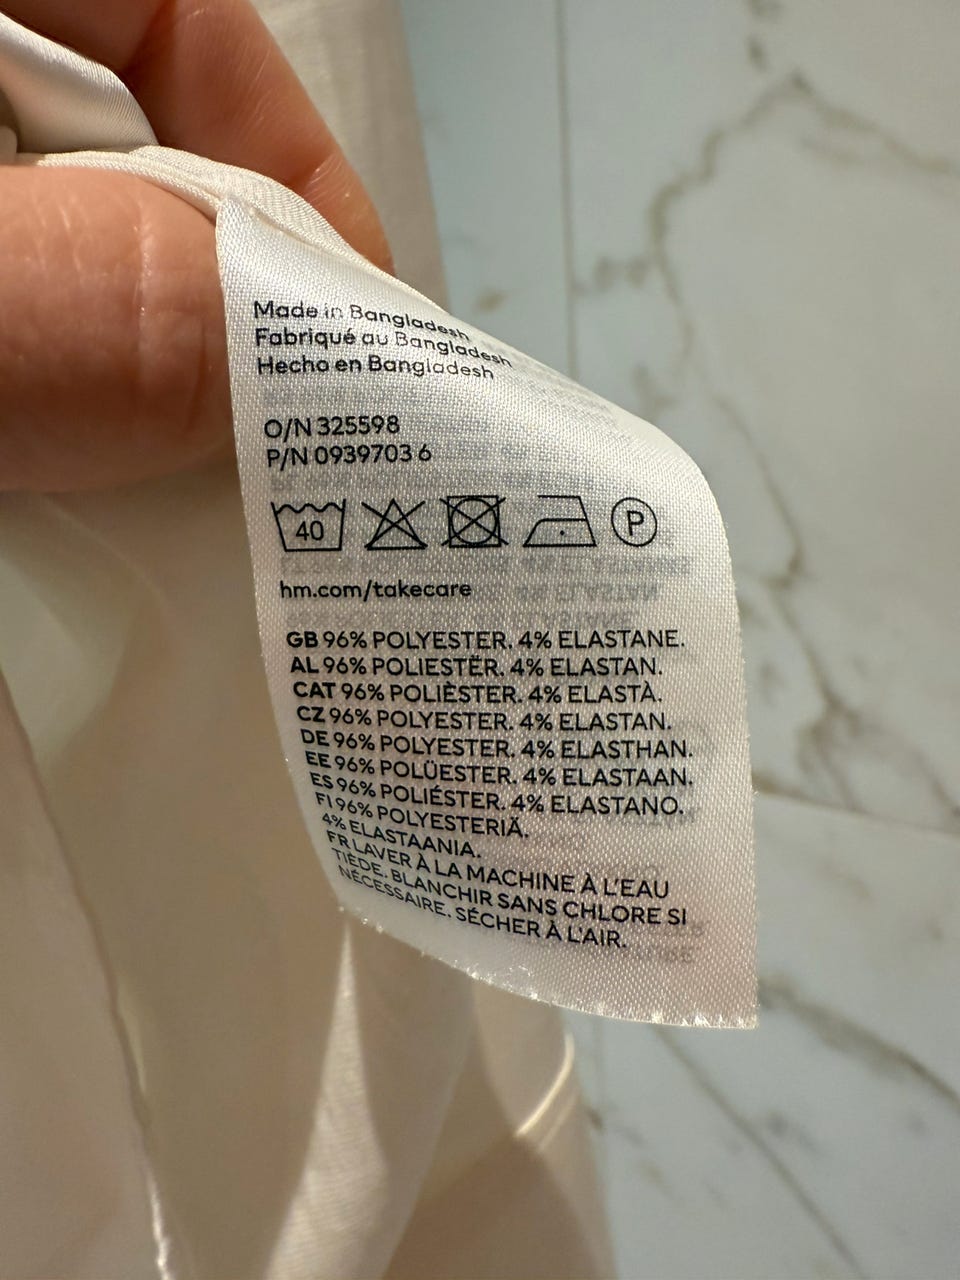 Made in Bangladesh
Fabriqué au Bangladesh
Hecho en Bangladesh
O/N 325598
P/N 0939703 6
40 P
hm.com/takecare
GB 96% POLYESTER. 4% ELASTANE.
AL 96% POLIESTËR. 4% ELASTAN.
CAT 96% POLIÈSTER. 4% ELASTÀ.
CZ 96% POLYESTER. 4% ELASTAN.
DE 96% POLYESTER. 4% ELASTHAN.
EE 96% POLÜESTER. 4% ELASTAAN.
ES 96% POLIÉSTER. 4% ELASTANO.
FI 96% POLYESTERIÄ.
4% ELASTAANIA.
FR LAVER À LA MACHINE À L'EAU
TIÈDE. BLANCHIR SANS CHLORE SI
NÉCESSAIRE. SÉCHER À L'AIR.